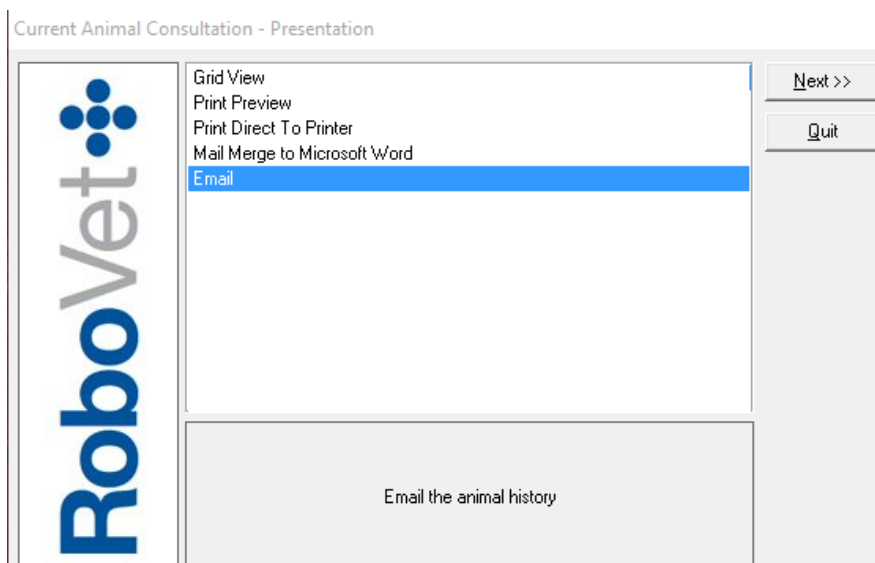 Current Animal Consultation - Presentation
RoboVet
Grid View
Print Preview
Print Direct To Printer
Mail Merge to Microsoft Word
Email
Next >>
Quit
Email the animal history